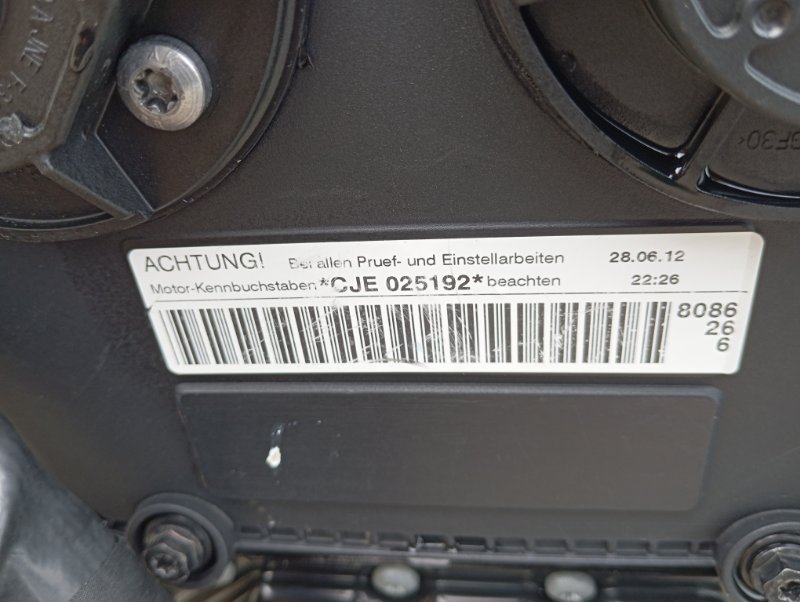 ACHTUNG! Bei allen Pruef- und Einstellarbeiten 28.06.12
Motor-Kennbuchstaben *CJE 025192* beachten 22:26
8086
26
6
GF30<